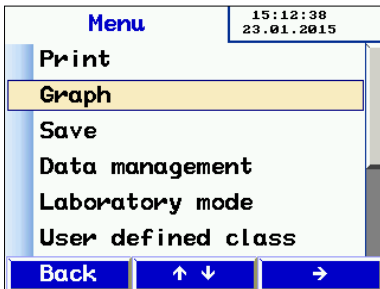 Menu
15:12:38
23.01.2015
Print
Graph
Save
Data management
Laboratory mode
User defined class
Back ↑ ↓ →